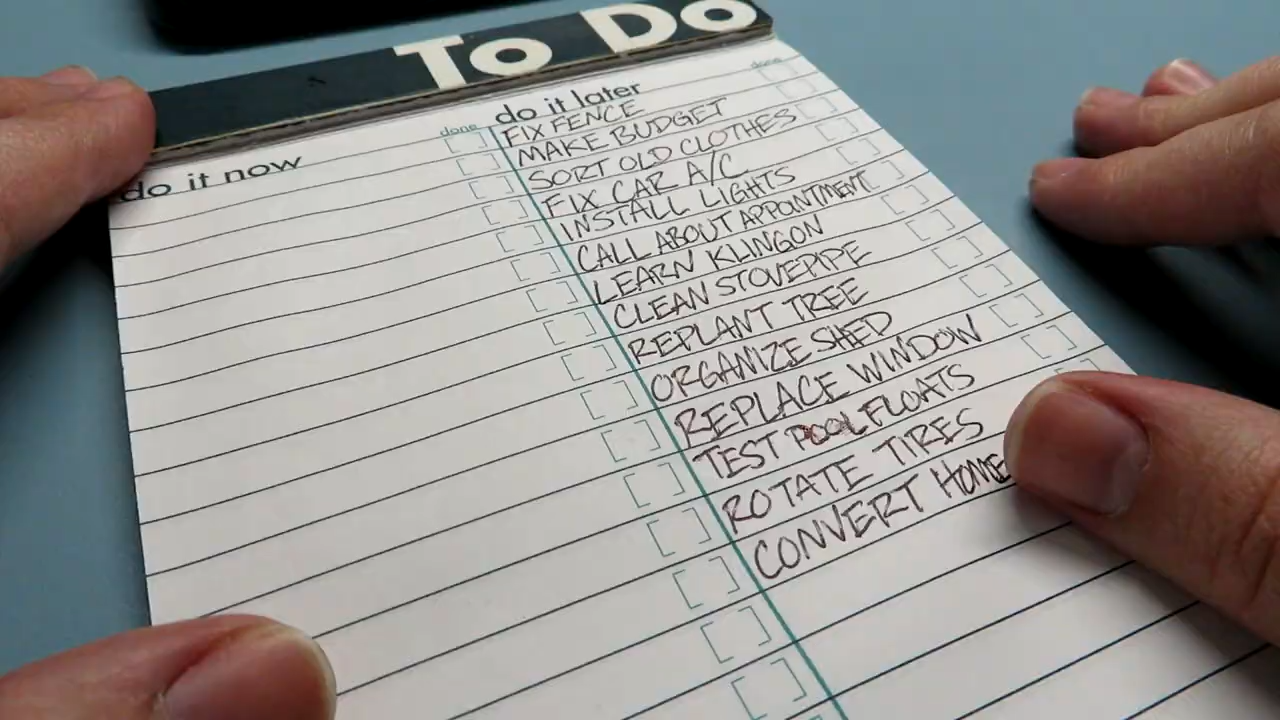 To Do
do it now
done
do it later
done
FIX FENCE
MAKE BUDGET
SORT OLD CLOTHES
FIX CAR A/C
INSTALL LIGHTS
CALL ABOUT APPOINTMENT
LEARN KLINGON
CLEAN STOVEPIPE
REPLANT TREE
ORGANIZE SHED
REPLACE WINDOW
TEST POOL FLOATS
ROTATE TIRES
CONVERT HOME